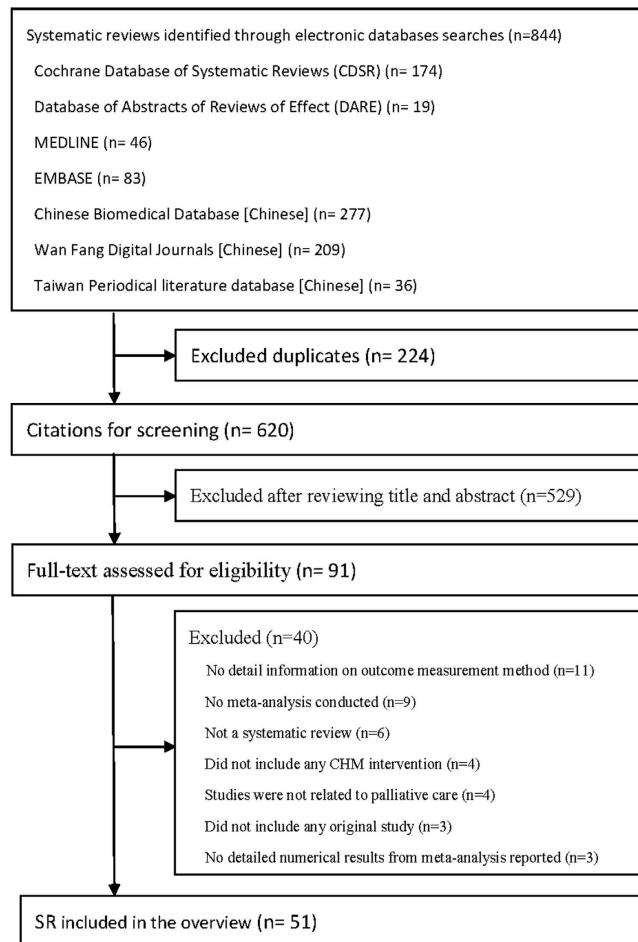 Systematic reviews identified through electronic databases searches (n=844)
Cochrane Database of Systematic Reviews (CDSR) (n= 174)
Database of Abstracts of Reviews of Effect (DARE) (n= 19)
MEDLINE (n= 46)
EMBASE (n= 83)
Chinese Biomedical Database [Chinese] (n= 277)
Wan Fang Digital Journals [Chinese] (n= 209)
Taiwan Periodical literature database [Chinese] (n= 36)
Excluded duplicates (n= 224)
Citations for screening (n= 620)
Excluded after reviewing title and abstract (n=529)
Full-text assessed for eligibility (n= 91)
Excluded (n=40)
No detail information on outcome measurement method (n=11)
No meta-analysis conducted (n=9)
Not a systematic review (n=6)
Did not include any CHM intervention (n=4)
Studies were not related to palliative care (n=4)
Did not include any original study (n=3)
No detailed numerical results from meta-analysis reported (n=3)
SR included in the overview (n= 51)